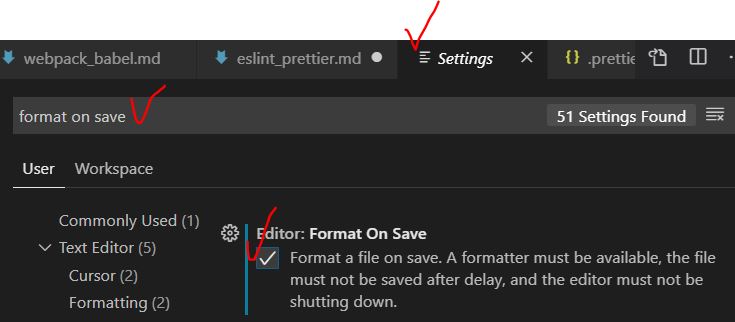 webpack_babel.md eslint_prettier.md Settings {} .prettie
format on save 51 Settings Found
User Workspace
Commonly Used (1)
Text Editor (5)
Cursor (2)
Formatting (2)
Editor: Format On Save
Format a file on save. A formatter must be available, the file
must not be saved after delay, and the editor must not be
shutting down.